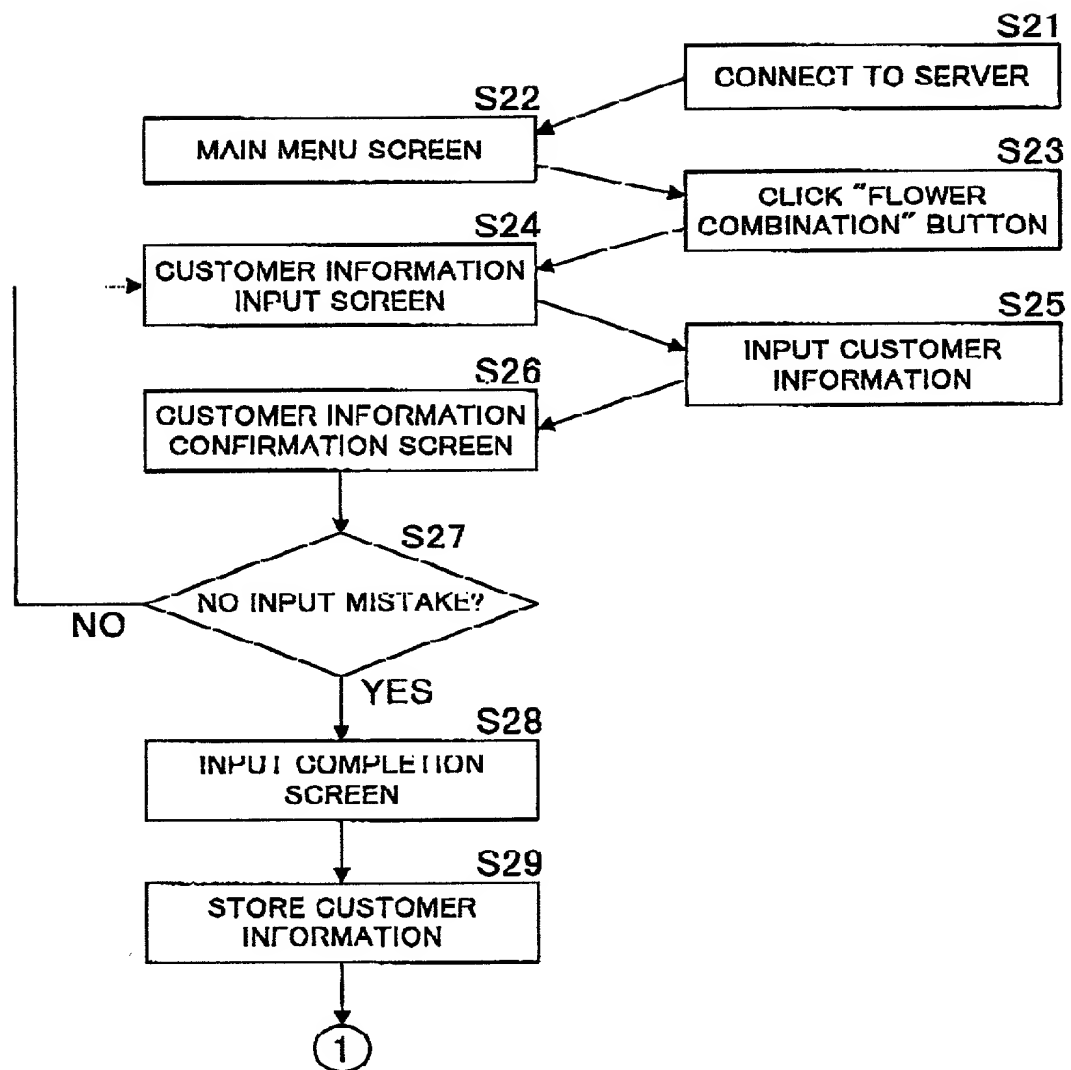 S21
CONNECT TO SERVER
S22
MAIN MENU SCREEN
S23
CLICK "FLOWER
COMBINATION" BUTTON
S24
CUSTOMER INFORMATION
INPUT SCREEN
S25
INPUT CUSTOMER
INFORMATION
S26
CUSTOMER INFORMATION
CONFIRMATION SCREEN
S27
NO INPUT MISTAKE?
NO
YES
S28
INPUT COMPLETION
SCREEN
S29
STORE CUSTOMER
INFORMATION
1